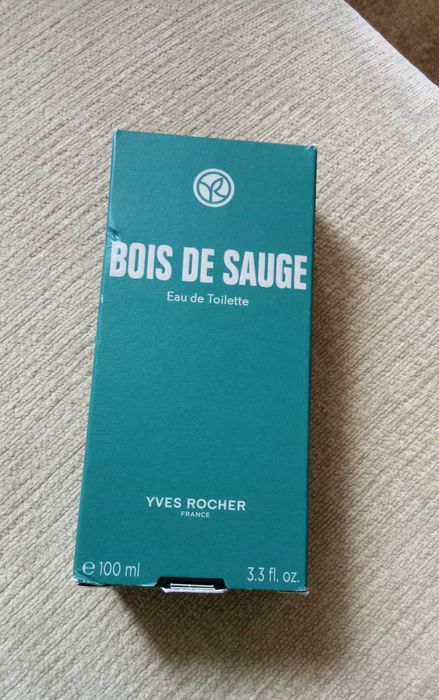 BOIS DE SAUGE
Eau de Toilette
YVES ROCHER
FRANCE
℮ 100 ml 3.3 fl. oz.